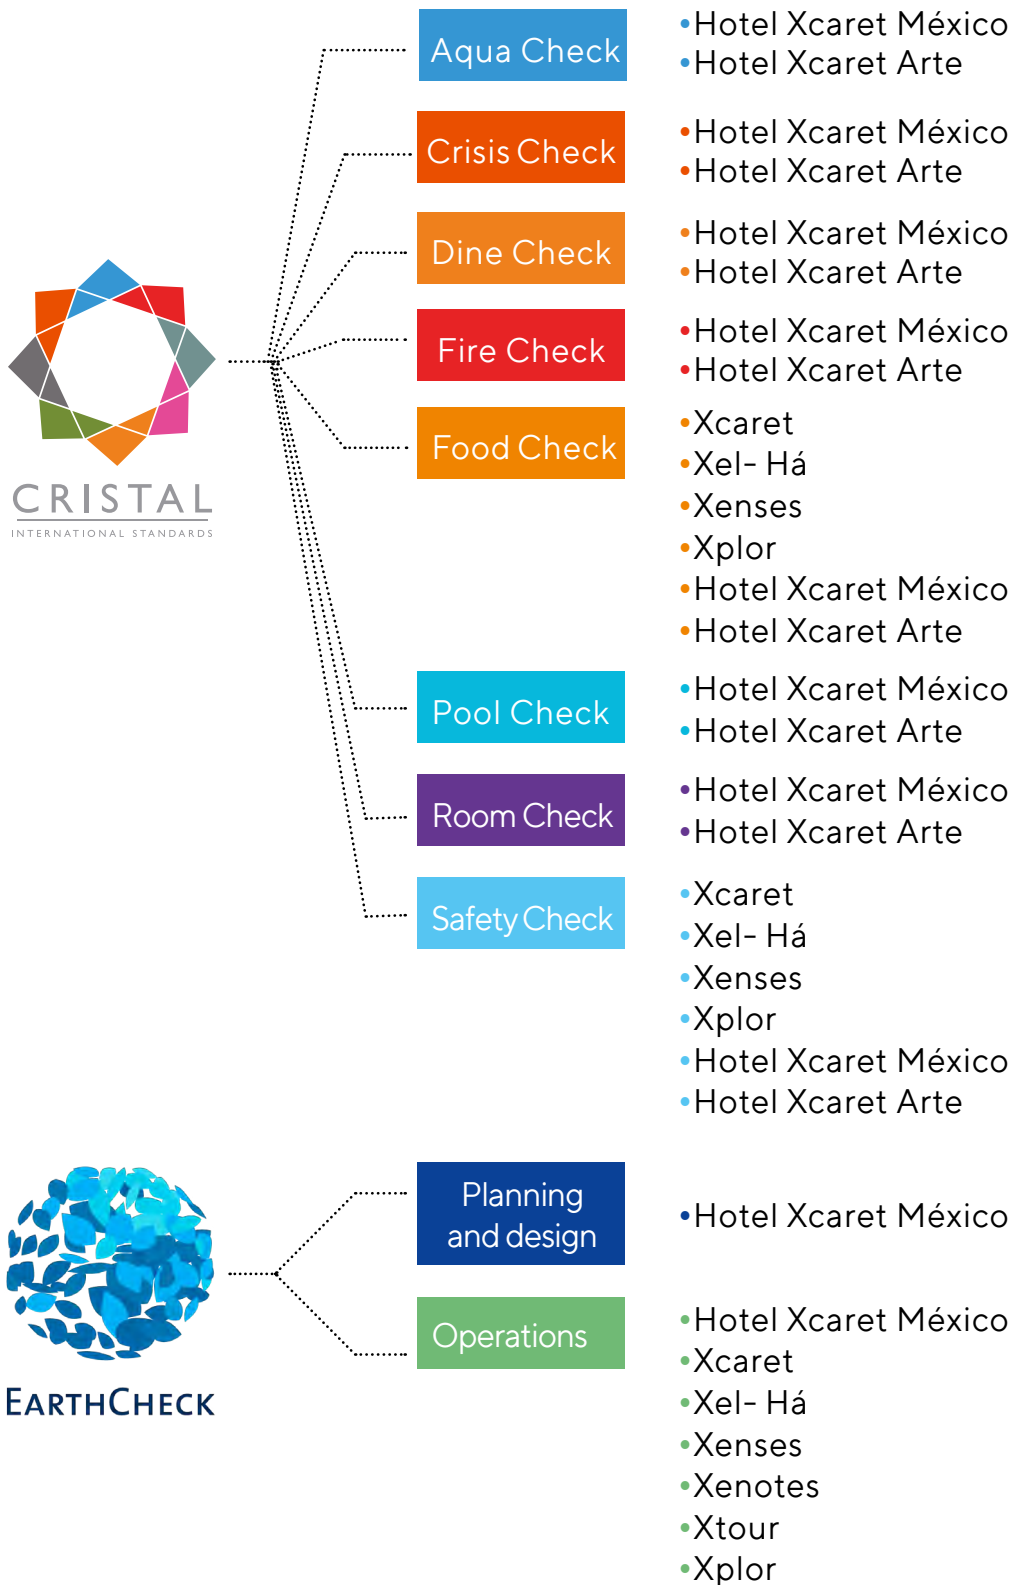 Aqua Check
•Hotel Xcaret México
•Hotel Xcaret Arte
Crisis Check
•Hotel Xcaret México
•Hotel Xcaret Arte
Dine Check
•Hotel Xcaret México
•Hotel Xcaret Arte
Fire Check
•Hotel Xcaret México
•Hotel Xcaret Arte
CRISTAL
INTERNATIONAL STANDARDS
Food Check
•Xcaret
•Xel- Há
•Xenses
•Xplor
•Hotel Xcaret México
•Hotel Xcaret Arte
Pool Check
•Hotel Xcaret México
•Hotel Xcaret Arte
Room Check
•Hotel Xcaret México
•Hotel Xcaret Arte
Safety Check
•Xcaret
•Xel- Há
•Xenses
•Xplor
•Hotel Xcaret México
•Hotel Xcaret Arte
EARTHCHECK
Planning
and design
•Hotel Xcaret México
Operations
•Hotel Xcaret México
•Xcaret
•Xel- Há
•Xenses
•Xenotes
•Xtour
•Xplor